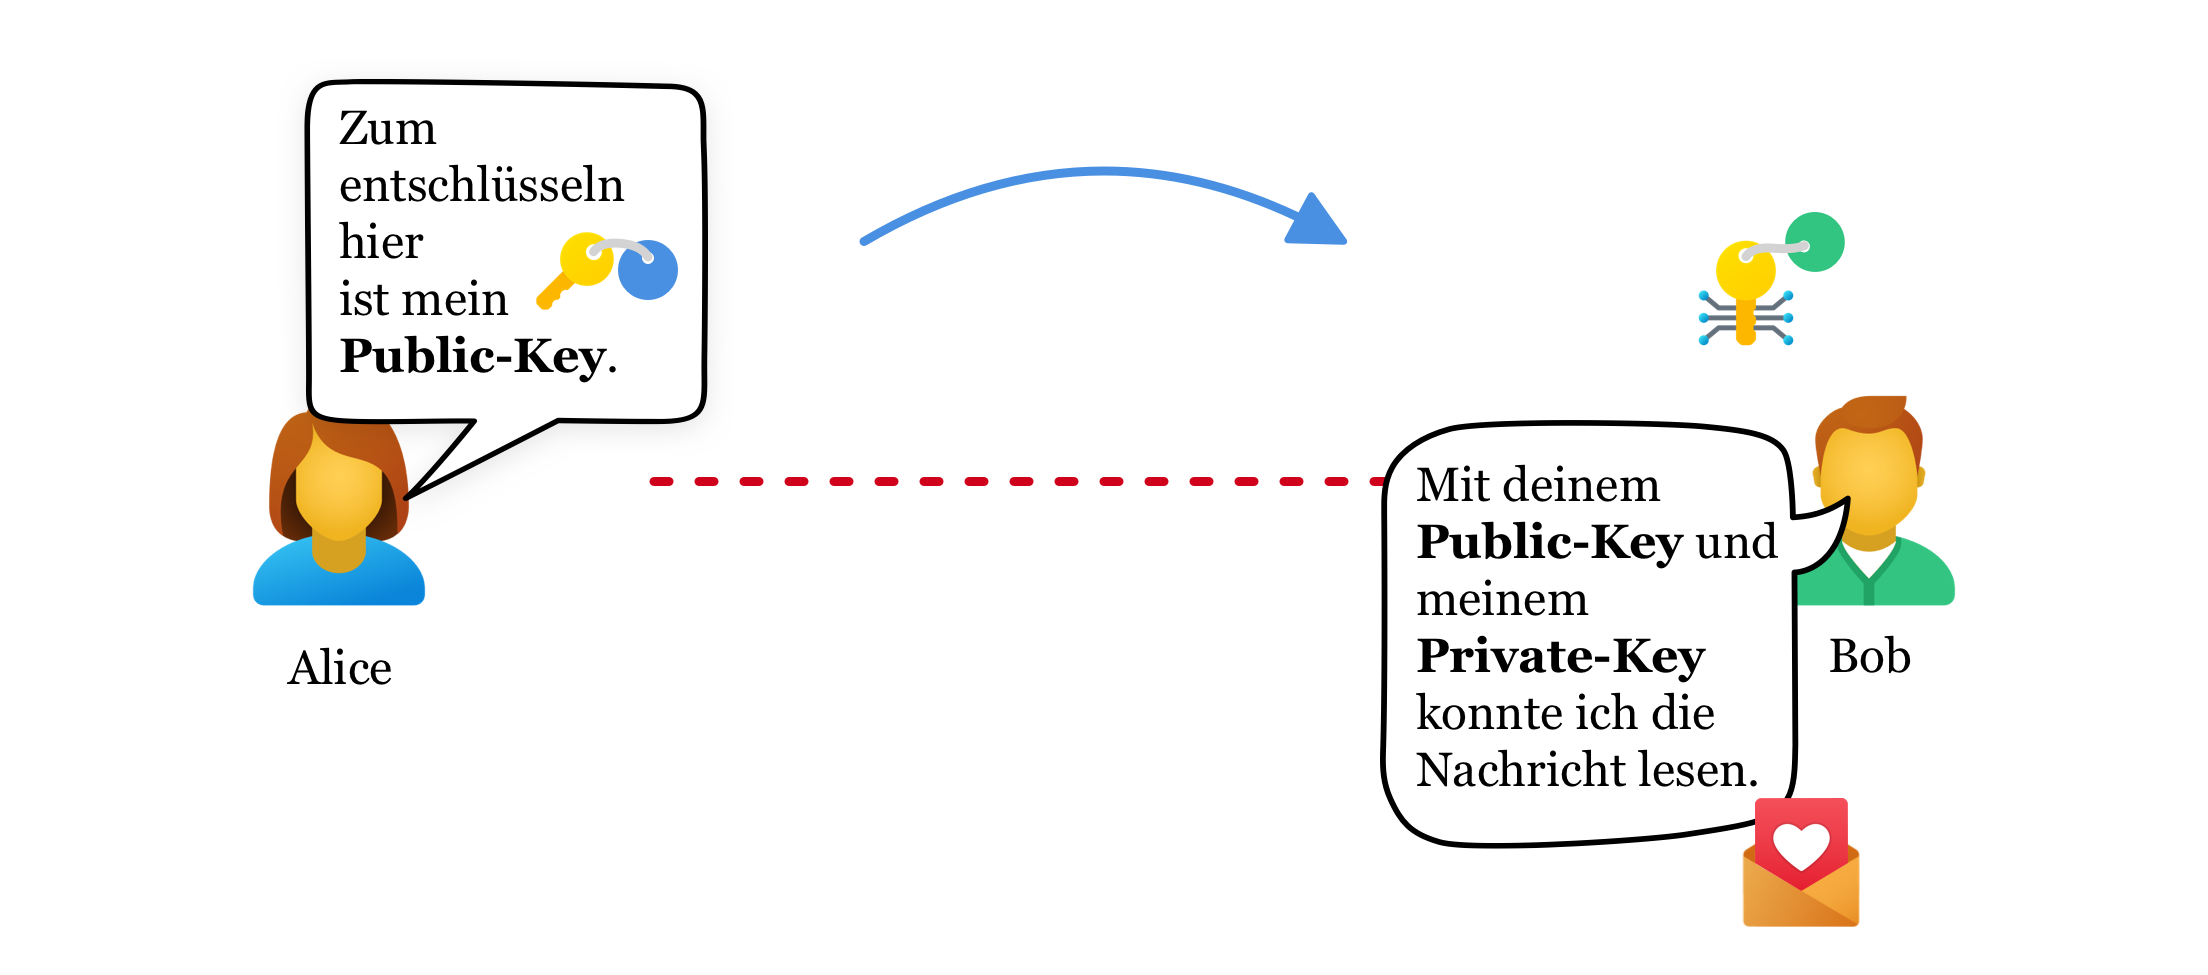 Zum
entschlüsseln
hier
ist mein
Public-Key.
Alice
Mit deinem
Public-Key und
meinem
Private-Key
konnte ich die
Nachricht lesen.
Bob